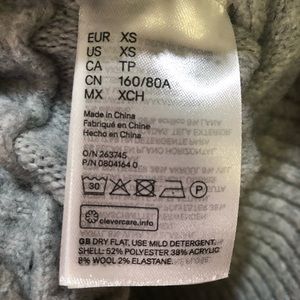 EUR XS
US XS
CA TP
CN 160/80A
MX XCH
Made in China
Fabriqué en Chine
Hecho en China
O/N 263745
P/N 0804164 0
30 P
clevercare.info
GB DRY FLAT, USE MILD DETERGENT.
SHELL: 52% POLYESTER 38% ACRYLIC
8% WOOL 2% ELASTANE.